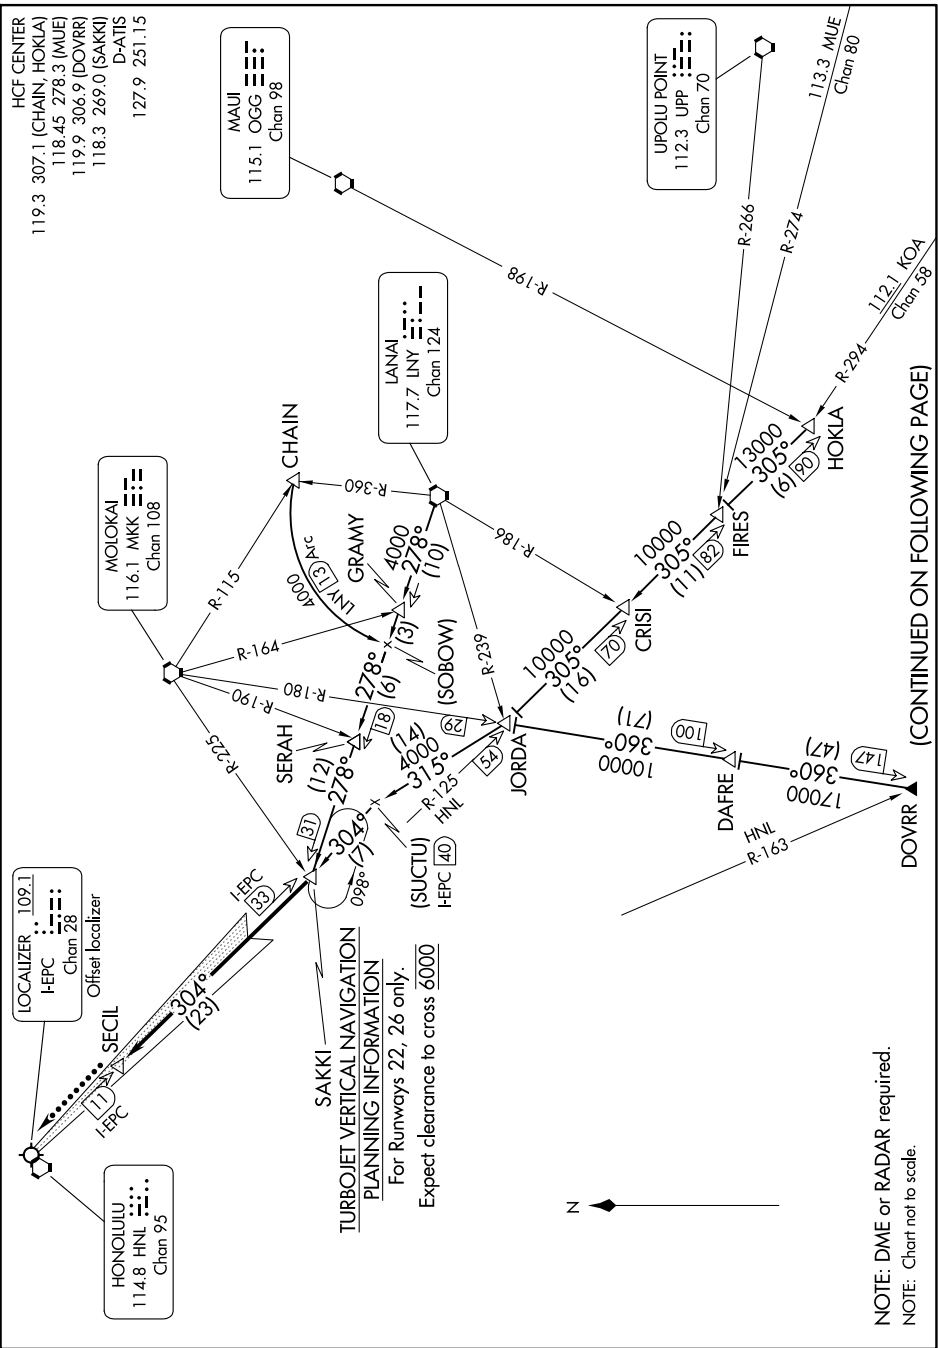 HCF CENTER
119.3 307.1 (CHAIN, HOKLA)
118.45 278.3 (MUE)
119.9 306.9 (DOVRR)
118.3 269.0 (SAKKI)
D-ATIS
127.9 251.15
MAUI
115.1 OGG
Chan 98
UPOLU POINT
112.3 UPP
Chan 70
113.3 MUE
Chan 80
R-266
R-274
R-198
112.1 KOA
Chan 58
R-294
LANAI
117.7 LNY
Chan 124
MOLOKAI
116.1 MKK
Chan 108
CHAIN
R-360
R-115
LNY 13 Arc
4000
GRAMY
R-164
4000
278°
(10)
(3)
R-186
R-239
(SOBOW)
278°
(6)
R-180
R-190
18
29
SERAH
R-225
(12)
278°
31
13000
305°
(6)
90
HOKLA
10000
305°
(11)
82
FIRES
CRISI
10000
305°
(16)
70
JORDA
(14)
4000
315°
R-125
HNL
54
(71)
360°
10000
100
DAFRE
(47)
360°
17000
147
DOVRR
HNL
R-163
(CONTINUED ON FOLLOWING PAGE)
304°
(7)
098°
(SUCTU)
I-EPC 40
I-EPC
33
SAKKI
304°
(23)
LOCALIZER 109.1
I-EPC
Chan 28
Offset localizer
SECIL
11
I-EPC
HONOLULU
114.8 HNL
Chan 95
TURBOJET VERTICAL NAVIGATION
PLANNING INFORMATION
For Runways 22, 26 only.
Expect clearance to cross 6000
N
NOTE: DME or RADAR required.
NOTE: Chart not to scale.